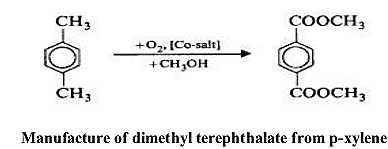 CH3
COOCH3
+O2, [Co-salt]
+CH3OH
CH3
COOCH3
Manufacture of dimethyl terephthalate from p-xylene